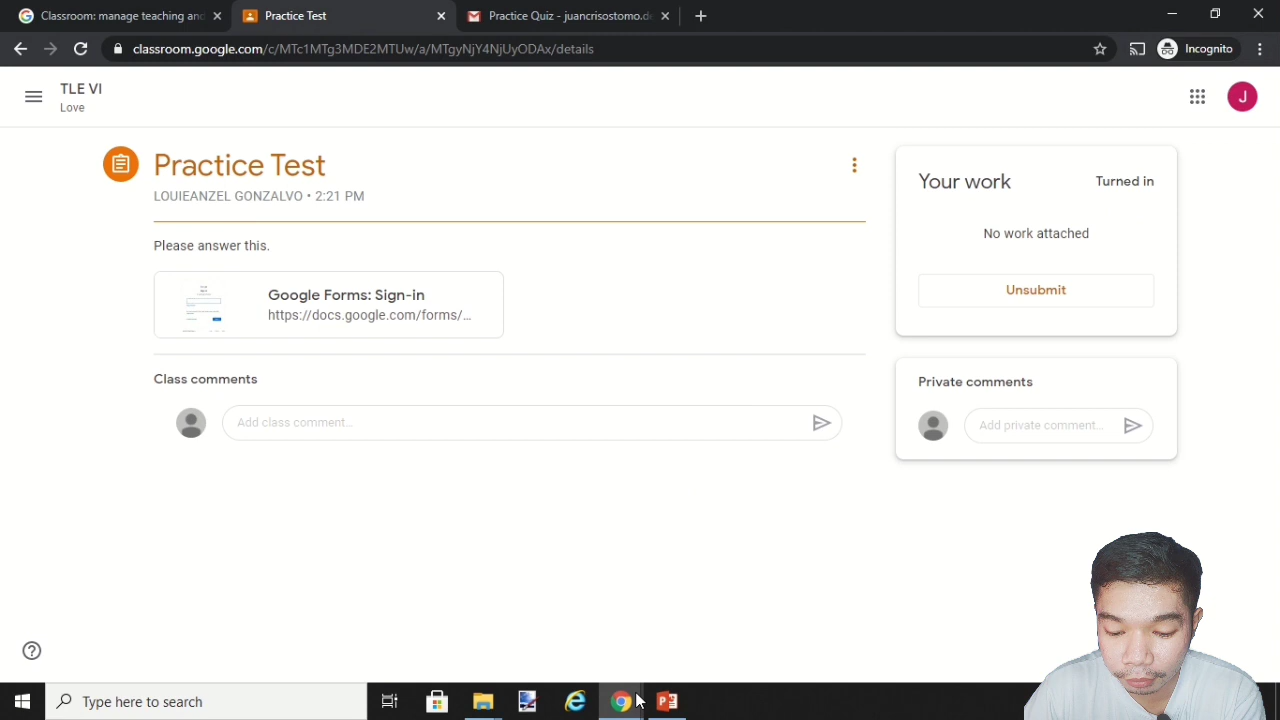 Classroom: manage teaching and
Practice Test
Practice Quiz - juancrisostomo.de
classroom.google.com/c/MTc1MTg3MDE2MTUw/a/MTgyNjY4NjUyODAx/details
Incognito
TLE VI
Love
J
Practice Test
LOUIEANZEL GONZALVO • 2:21 PM
Please answer this.
Google Forms: Sign-in
https://docs.google.com/forms/...
Class comments
Add class comment...
Your work
Turned in
No work attached
Unsubmit
Private comments
Add private comment...
Type here to search